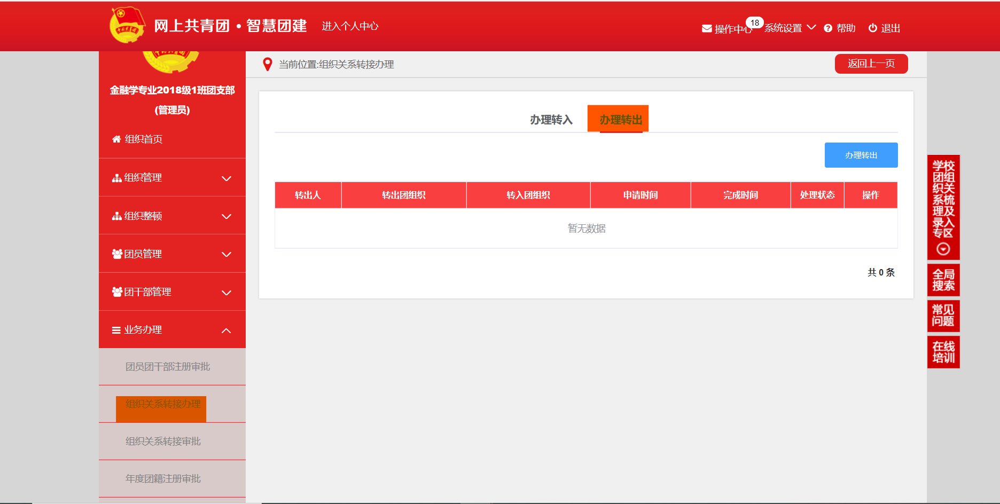 网上共青团·智慧团建
进入个人中心
操作中心
18
系统设置
帮助
退出
金融学专业2018级1班团支部
(管理员)
组织首页
组织管理
组织整顿
团员管理
团干部管理
业务办理
团员团干部注册审批
组织关系转接办理
组织关系转接审批
年度团籍注册审批
当前位置:组织关系转接办理
返回上一页
办理转入 办理转出
办理转出
转出人 转出团组织 转入团组织 申请时间 完成时间 处理状态 操作
暂无数据
共 0 条
学校
团组
织关
系梳
理及
录入
专区
全局
搜索
常见
问题
在线
培训